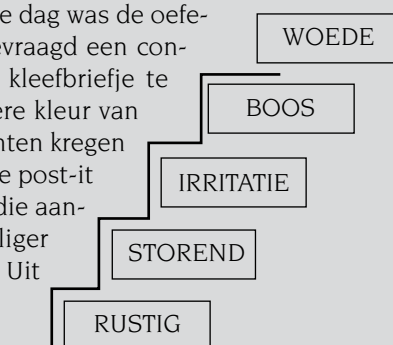 e dag was de oefe-
evraagd een con-
kleefbriefje te
ere kleur van
nten kregen
e post-it
die aan-
liger
Uit
WOEDE
BOOS
IRRITATIE
STOREND
RUSTIG